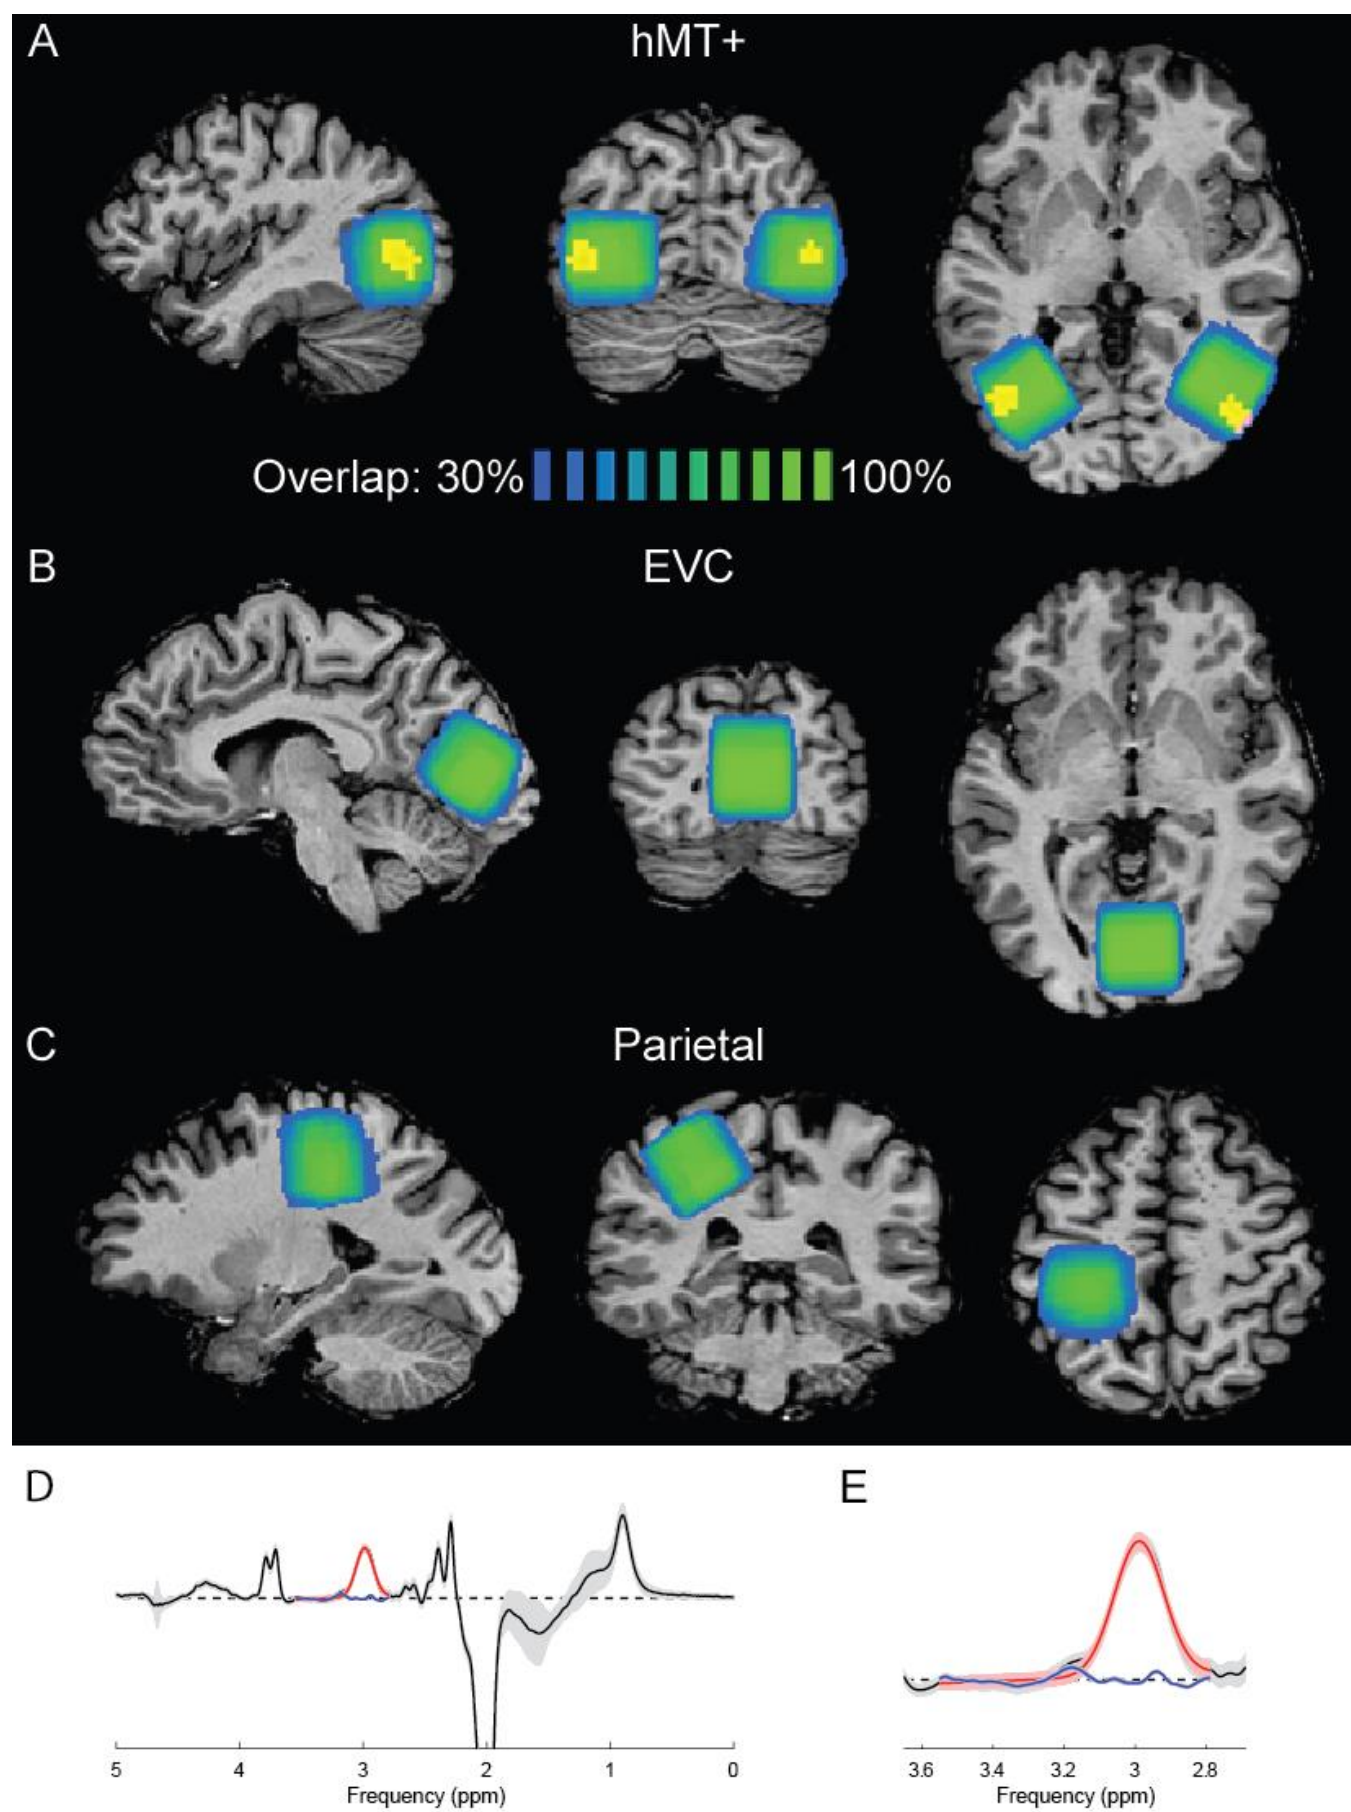 A
hMT+
Overlap: 30%
100%
B
EVC
C
Parietal
D
5 4 3 2 1 0
Frequency (ppm)
E
3.6 3.4 3.2 3 2.8
Frequency (ppm)